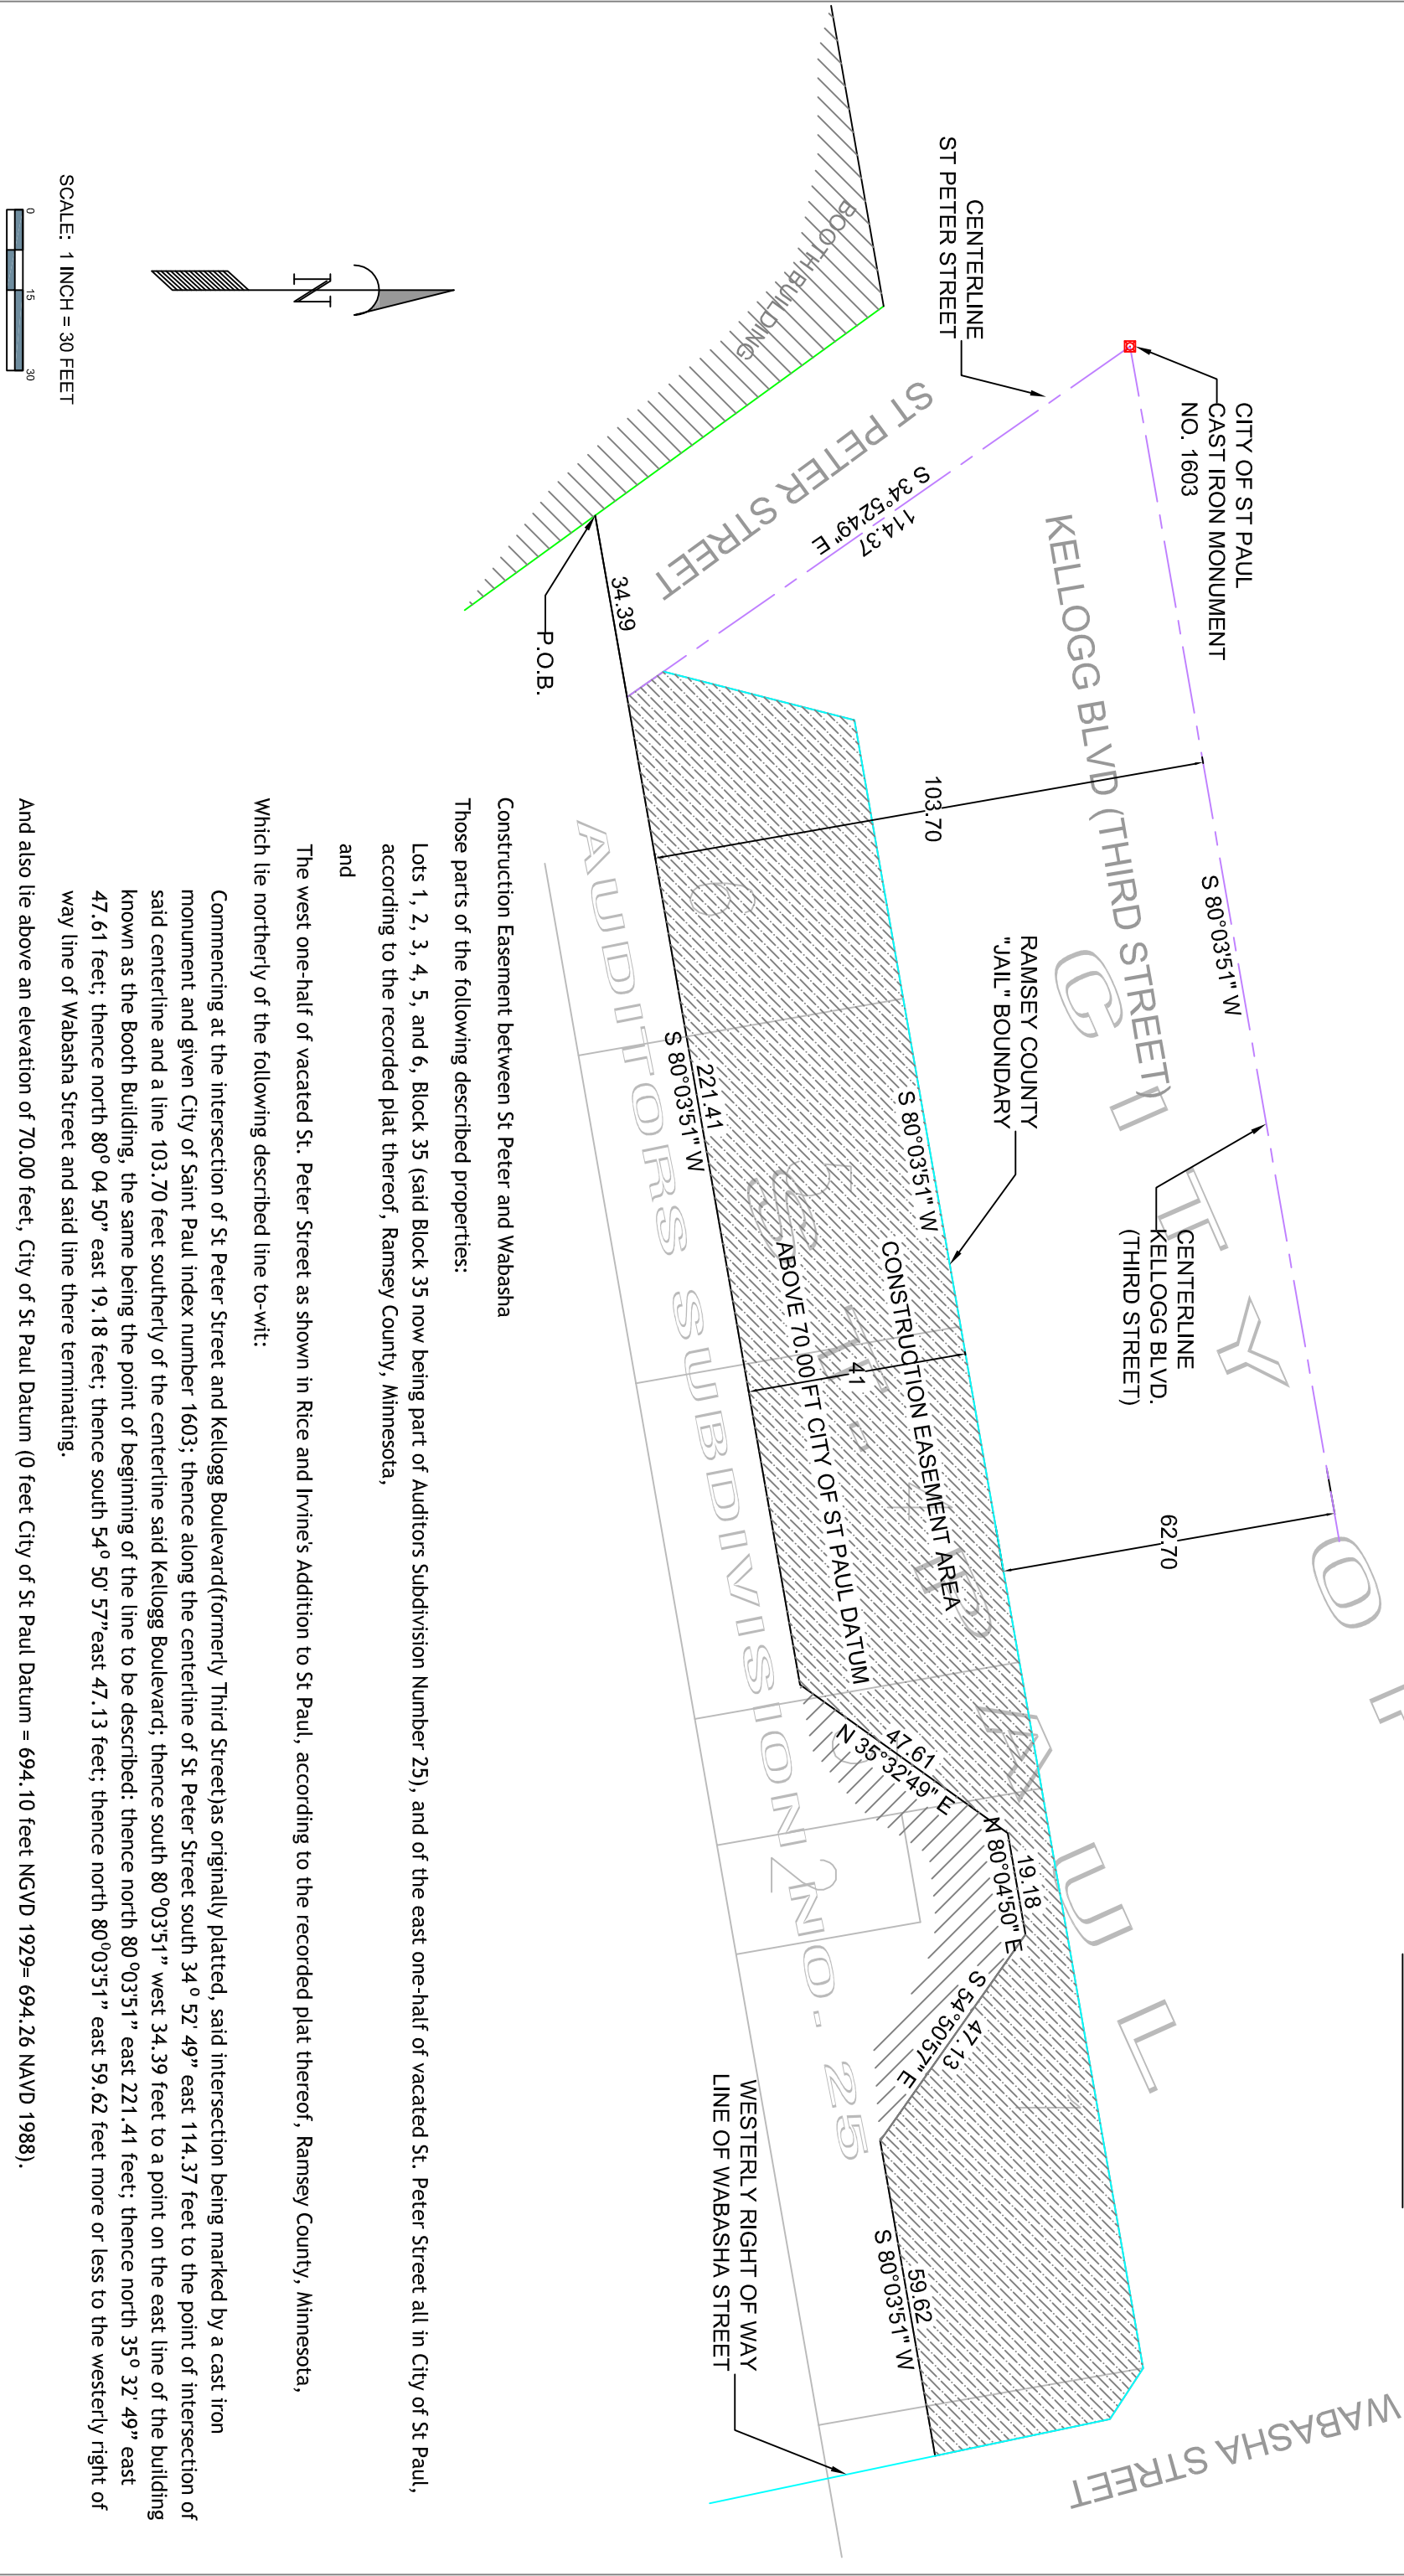 CITY OF ST PAUL
CAST IRON MONUMENT
NO. 1603
CENTERLINE
ST PETER STREET
BOOTH BUILDING
ST PETER STREET
S 34°52'49" E
114.37
KELLOGG BLVD (THIRD STREET)
S 80°03'51" W
CENTERLINE
KELLOGG BLVD.
(THIRD STREET)
CITY OF
ST. PAUL
RAMSEY COUNTY
"JAIL" BOUNDARY
103.70
62.70
S 80°03'51" W
CONSTRUCTION EASEMENT AREA
ABOVE 70.00 FT CITY OF ST PAUL DATUM
41
34.39
P.O.B.
221.41
S 80°03'51" W
47.61
N 35°32'49" E
19.18
N 80°04'50" E
47.13
S 54°50'57" E
59.62
S 80°03'51" W
6
5
4
3
2
1
AUDITORS SUBDIVISION NO. 25
WESTERLY RIGHT OF WAY
LINE OF WABASHA STREET
WABASHA STREET
N
SCALE: 1 INCH = 30 FEET
0 15 30
Construction Easement between St Peter and Wabasha
Those parts of the following described properties:
Lots 1, 2, 3, 4, 5, and 6, Block 35 (said Block 35 now being part of Auditors Subdivision Number 25), and of the east one-half of vacated St. Peter Street all in City of St Paul,
according to the recorded plat thereof, Ramsey County, Minnesota,
and
The west one-half of vacated St. Peter Street as shown in Rice and Irvine's Addition to St Paul, according to the recorded plat thereof, Ramsey County, Minnesota,
Which lie northerly of the following described line to-wit:
Commencing at the intersection of St Peter Street and Kellogg Boulevard(formerly Third Street)as originally platted, said intersection being marked by a cast iron
monument and given City of Saint Paul index number 1603; thence along the centerline of St Peter Street south 34º 52' 49” east 114.37 feet to the point of intersection of
said centerline and a line 103.70 feet southerly of the centerline said Kellogg Boulevard; thence south 80º03'51” west 34.39 feet to a point on the east line of the building
known as the Booth Building, the same being the point of beginning of the line to be described: thence north 80º03'51” east 221.41 feet; thence north 35º 32' 49” east
47.61 feet; thence north 80º 04 50” east 19.18 feet; thence south 54º 50' 57”east 47.13 feet; thence north 80º03'51” east 59.62 feet more or less to the westerly right of
way line of Wabasha Street and said line there terminating.
And also lie above an elevation of 70.00 feet, City of St Paul Datum (0 feet City of St Paul Datum = 694.10 feet NGVD 1929= 694.26 NAVD 1988).